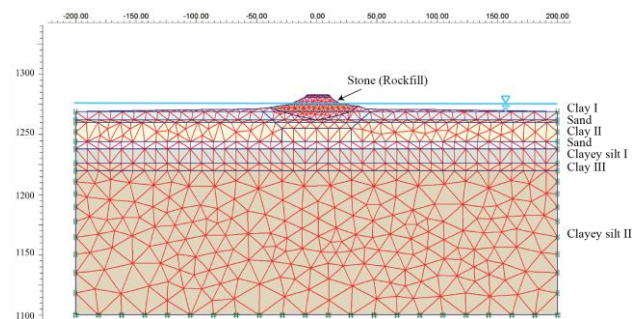 -200.00 -150.00 -100.00 -50.00 0.00 50.00 100.00 150.00 200.00
1300
Stone (Rockfill)
Clay I
Sand
1250
Clay II
Sand
Clayey silt I
Clay III
1200
Clayey silt II
1150
1100